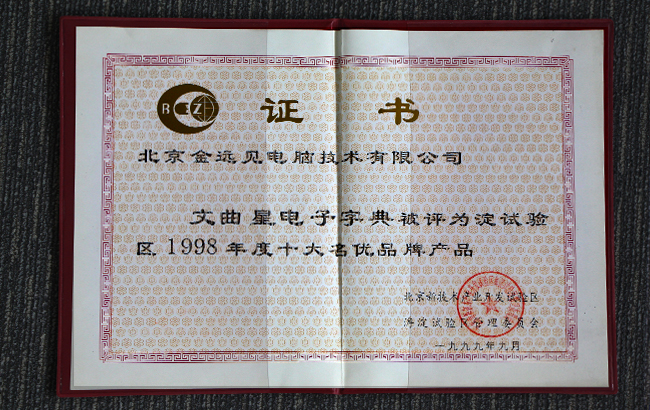 BEZ 证书
北京金远见电脑技术有限公司
文曲星电子字典被评为淀试验
区1998年度十大名优品牌产品
北京新技术产业开发试验区
海淀试验区管理委员会
一九九九年九月